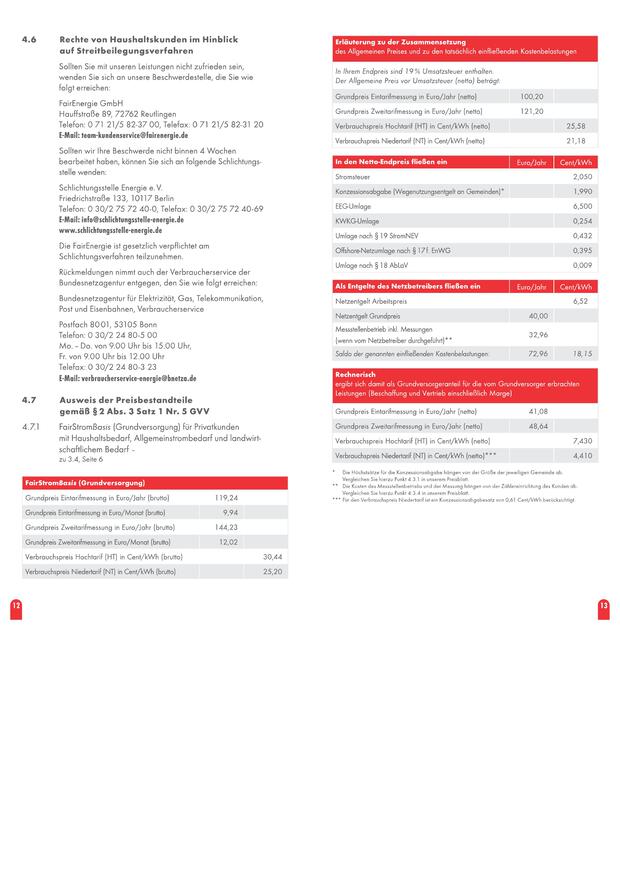 4.6 Rechte von Haushaltskunden im Hinblick
auf Streitbeilegungsverfahren
Sollten Sie mit unseren Leistungen nicht zufrieden sein,
wenden Sie sich an unsere Beschwerdestelle, die Sie wie
folgt erreichen:
FairEnergie GmbH
Hauffstraße 89, 72762 Reutlingen
Telefon: 0 71 21/5 82-37 00, Telefax: 0 71 21/5 82-31 20
E-Mail: team-kundenservice@fairenergie.de
Sollten wir Ihre Beschwerde nicht binnen 4 Wochen
bearbeitet haben, können Sie sich an folgende Schlichtungs-
stelle wenden:
Schlichtungsstelle Energie e. V.
Friedrichstraße 133, 10117 Berlin
Telefon: 0 30/2 75 72 40-0, Telefax: 0 30/2 75 72 40-69
E-Mail: info@schlichtungsstelle-energie.de
www.schlichtungsstelle-energie.de
Die FairEnergie ist gesetzlich verpflichtet am
Schlichtungsverfahren teilzunehmen.
Rückmeldungen nimmt auch der Verbraucherservice der
Bundesnetzagentur entgegen, den Sie wie folgt erreichen:
Bundesnetzagentur für Elektrizität, Gas, Telekommunikation,
Post und Eisenbahnen, Verbraucherservice
Postfach 8001, 53105 Bonn
Telefon: 0 30/2 24 80-5 00
Mo. – Do. von 9.00 Uhr bis 15.00 Uhr,
Fr. von 9.00 Uhr bis 12.00 Uhr
Telefax: 0 30/2 24 80-3 23
E-Mail: verbraucherservice-energie@bnetza.de
4.7 Ausweis der Preisbestandteile
gemäß § 2 Abs. 3 Satz 1 Nr. 5 GVV
4.7.1 FairStromBasis (Grundversorgung) für Privatkunden
mit Haushaltsbedarf, Allgemeinstrombedarf und landwirt-
schaftlichem Bedarf –
zu 3.4, Seite 6
FairStromBasis (Grundversorgung)
Grundpreis Eintarifmessung in Euro/Jahr (brutto) 119,24
Grundpreis Eintarifmessung in Euro/Monat (brutto) 9,94
Grundpreis Zweitarifmessung in Euro/Jahr (brutto) 144,23
Grundpreis Zweitarifmessung in Euro/Monat (brutto) 12,02
Verbrauchspreis Hochtarif (HT) in Cent/kWh (brutto) 30,44
Verbrauchspreis Niedertarif (NT) in Cent/kWh (brutto) 25,20
12
Erläuterung zu der Zusammensetzung
des Allgemeinen Preises und zu den tatsächlich einfließenden Kostenbelastungen
In Ihrem Endpreis sind 19 % Umsatzsteuer enthalten.
Der Allgemeine Preis vor Umsatzsteuer (netto) beträgt:
Grundpreis Eintarifmessung in Euro/Jahr (netto) 100,20
Grundpreis Zweitarifmessung in Euro/Jahr (netto) 121,20
Verbrauchspreis Hochtarif (HT) in Cent/kWh (netto) 25,58
Verbrauchspreis Niedertarif (NT) in Cent/kWh (netto) 21,18
In den Netto-Endpreis fließen ein Euro/Jahr Cent/kWh
Stromsteuer 2,050
Konzessionsabgabe (Wegenutzungsentgelt an Gemeinden)* 1,990
EEG-Umlage 6,500
KWKG-Umlage 0,254
Umlage nach § 19 StromNEV 0,432
Offshore-Netzumlage nach § 17 f. EnWG 0,395
Umlage nach § 18 AbLaV 0,009
Als Entgelte des Netzbetreibers fließen ein Euro/Jahr Cent/kWh
Netzentgelt Arbeitspreis 6,52
Netzentgelt Grundpreis 40,00
Messstellenbetrieb inkl. Messungen
(wenn vom Netzbetreiber durchgeführt)** 32,96
Saldo der genannten einfließenden Kostenbelastungen: 72,96 18,15
Rechnerisch
ergibt sich damit als Grundversorgeranteil für die vom Grundversorger erbrachten
Leistungen (Beschaffung und Vertrieb einschließlich Marge)
Grundpreis Eintarifmessung in Euro/Jahr (netto) 41,08
Grundpreis Zweitarifmessung in Euro/Jahr (netto) 48,64
Verbrauchspreis Hochtarif (HT) in Cent/kWh (netto) 7,430
Verbrauchspreis Niedertarif (NT) in Cent/kWh (netto)*** 4,410
* Die Höchstsätze für die Konzessionsabgabe hängen von der Größe der jeweiligen Gemeinde ab.
Vergleichen Sie hierzu Punkt 4.3.1 in unserem Preisblatt.
** Die Kosten des Messstellenbetriebs und der Messung hängen von der Zähleinrichtung des Kunden ab.
Vergleichen Sie hierzu Punkt 4.3.4 in unserem Preisblatt.
*** Für den Verbrauchspreis Niedertarif ist ein Konzessionsabgabesatz von 0,61 Cent/kWh berücksichtigt.
13